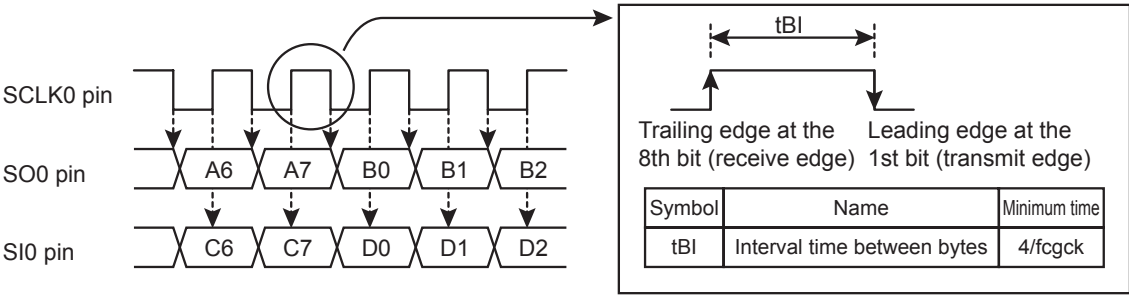 SCLK0 pin
SO0 pin
A6 A7 B0 B1 B2
SI0 pin
C6 C7 D0 D1 D2
tBI
Trailing edge at the
8th bit (receive edge)
Leading edge at the
1st bit (transmit edge)
Symbol Name Minimum time
tBI Interval time between bytes 4/fcgck